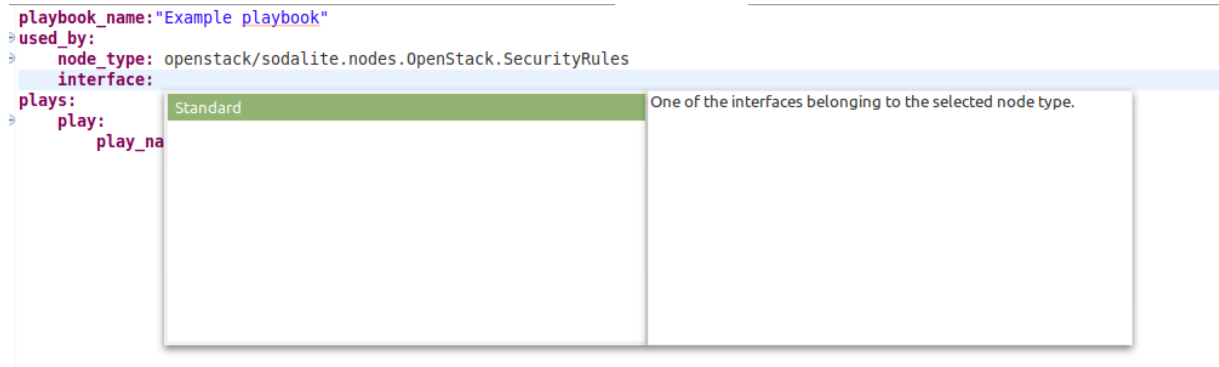 playbook_name:"Example playbook"
used_by:
node_type: openstack/sodalite.nodes.OpenStack.SecurityRules
interface:
plays:
play:
play_na
Standard
One of the interfaces belonging to the selected node type.